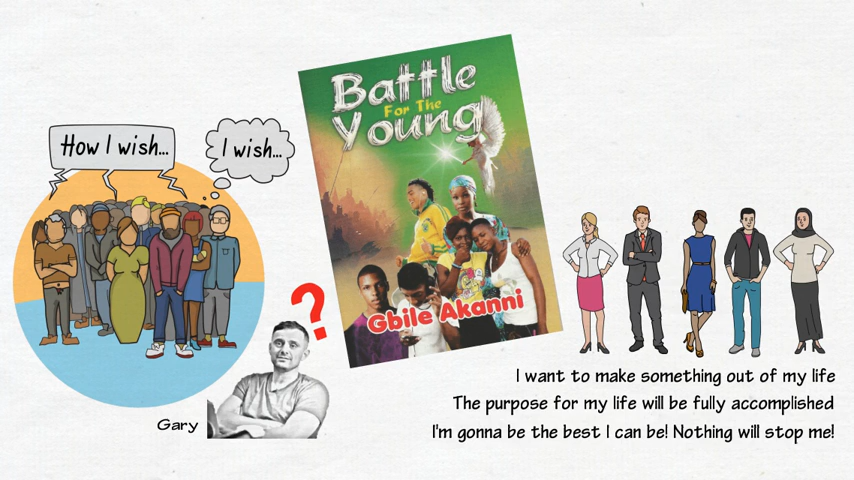 How I wish...
I wish...
Battle
For The
Young
Gbile Akanni
?
Gary
I want to make something out of my life
The purpose for my life will be fully accomplished
I'm gonna be the best I can be! Nothing will stop me!